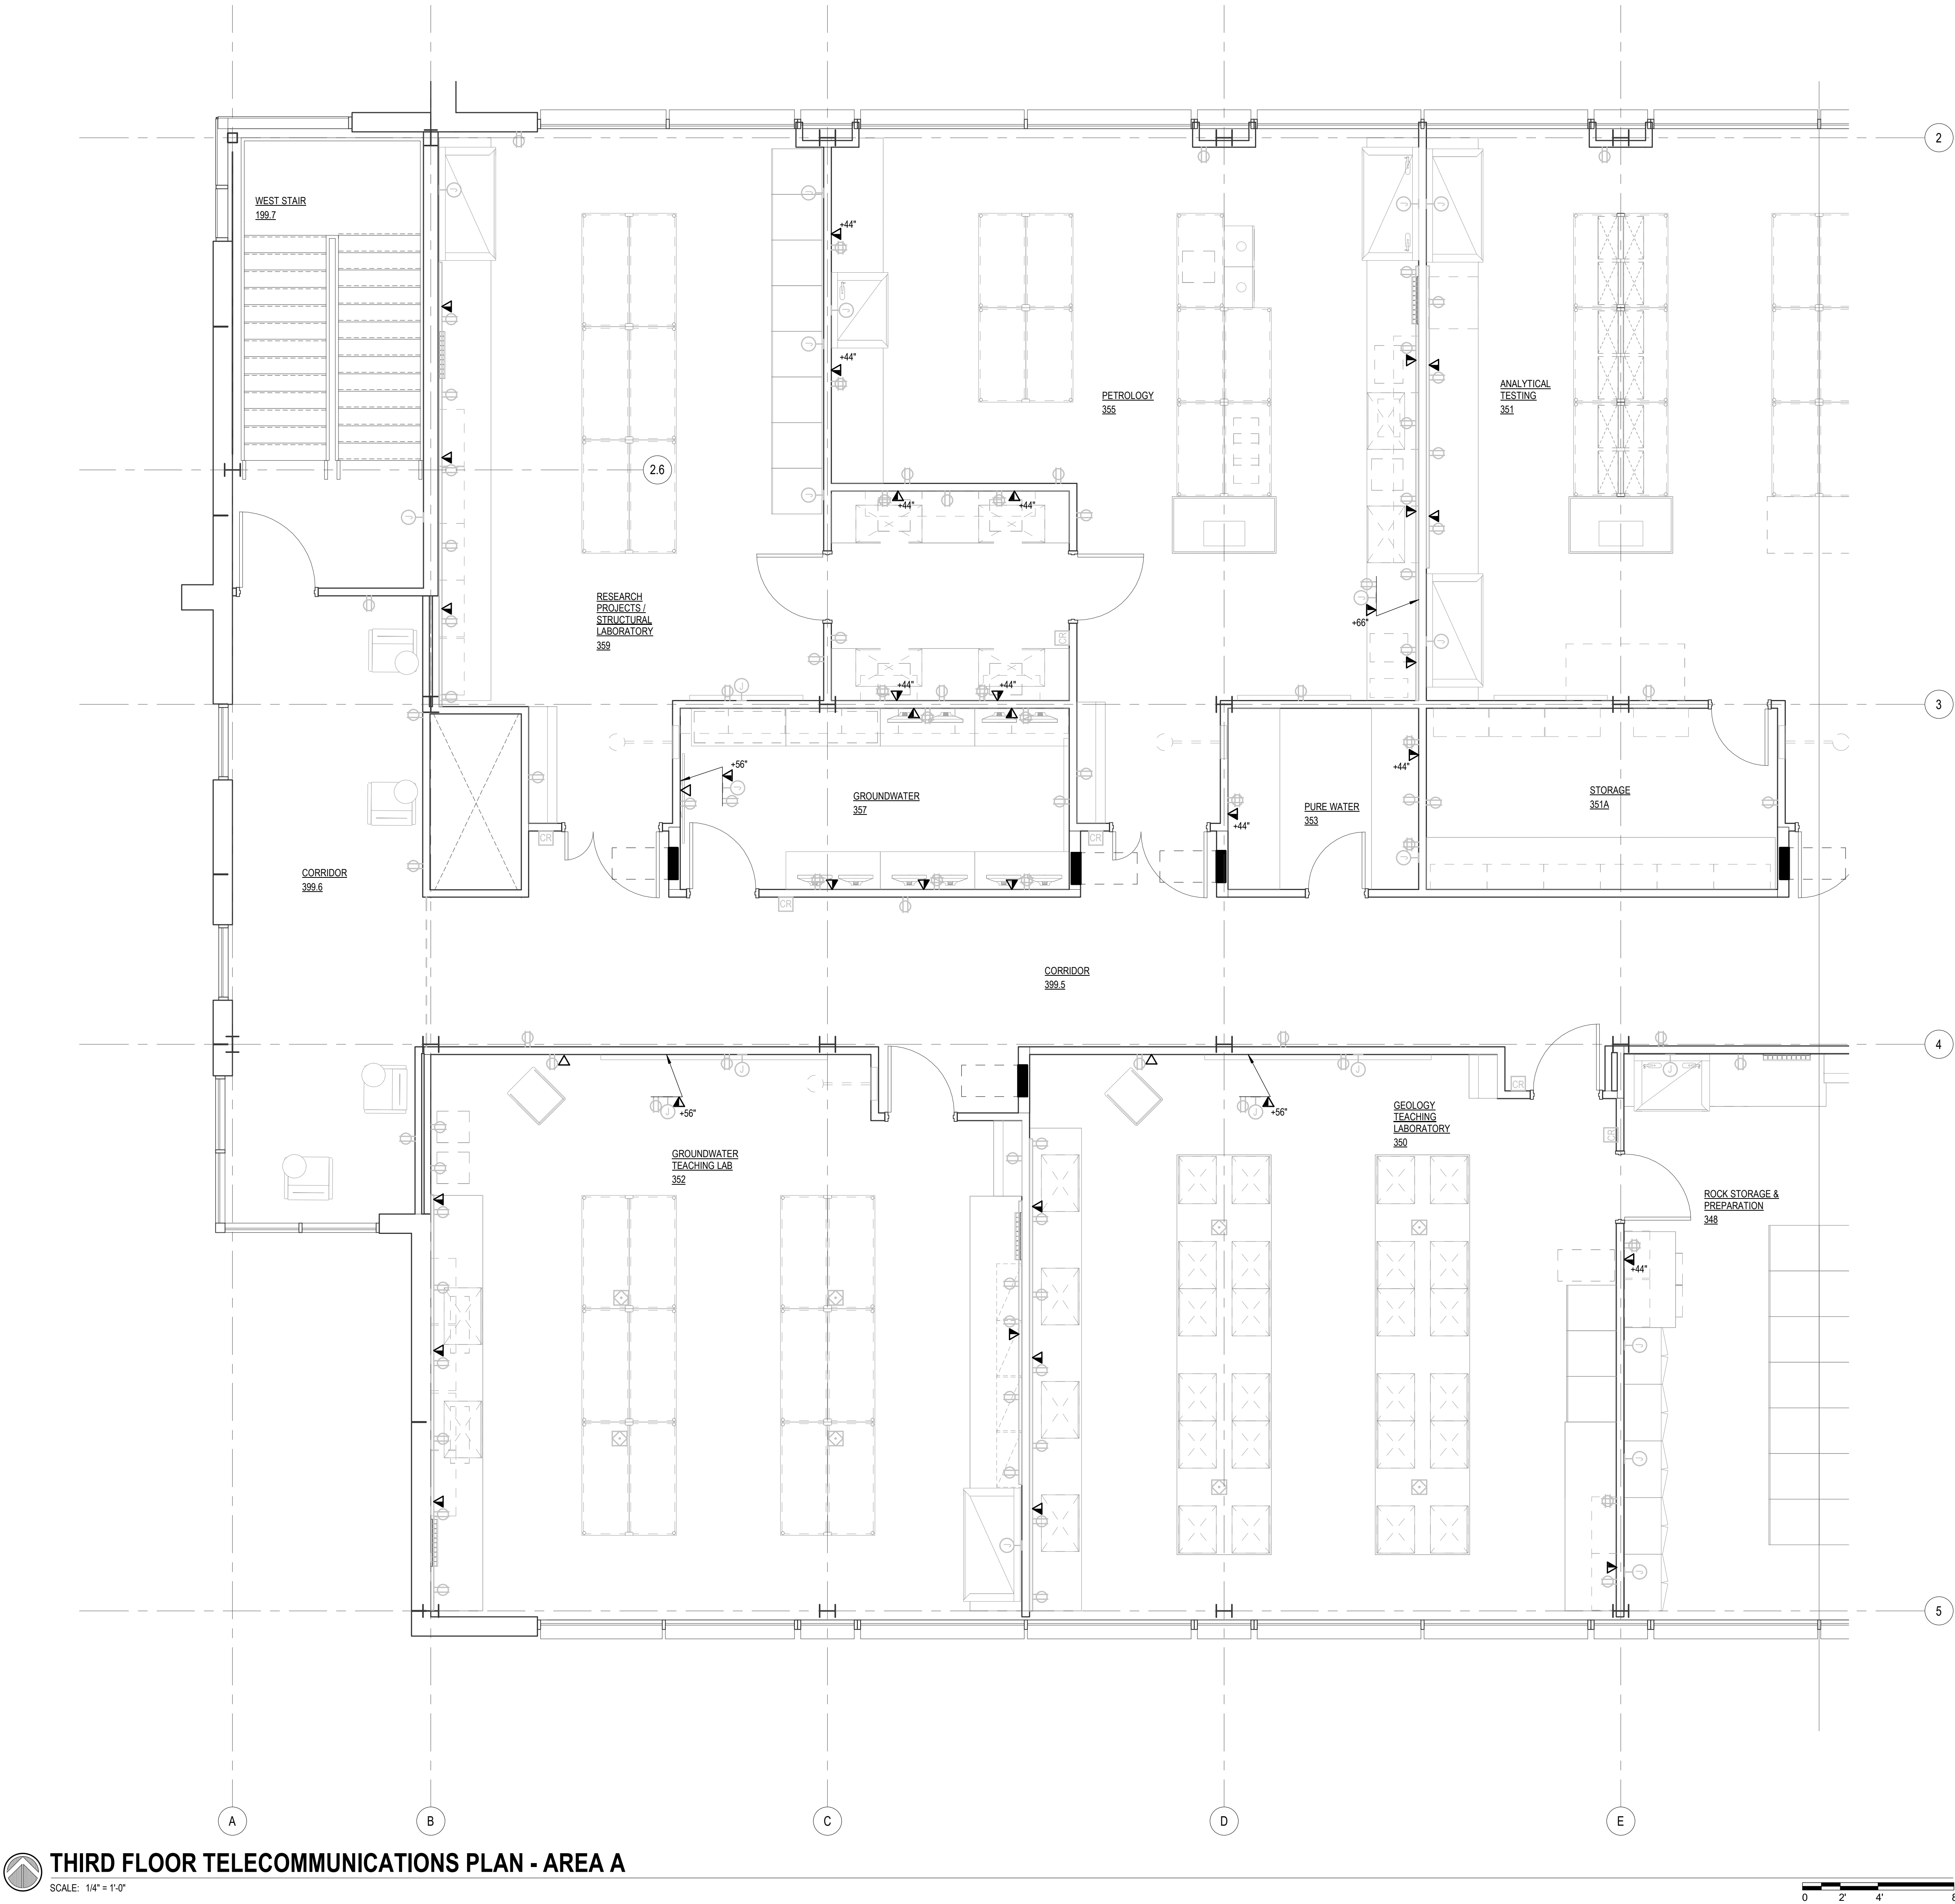 2
WEST STAIR
199.7
+44"
+44"
PETROLOGY
355
ANALYTICAL
TESTING
351
2.6
+44"
+44"
RESEARCH
PROJECTS /
STRUCTURAL
LABORATORY
359
CR
+66"
+44"
+44"
3
+56"
+44"
GROUNDWATER
357
PURE WATER
353
STORAGE
351A
+44"
CR
CR
CORRIDOR
399.6
CR
CORRIDOR
399.5
4
J
J
J
CR
+56"
+56"
GEOLOGY
TEACHING
LABORATORY
350
CR
GROUNDWATER
TEACHING LAB
352
ROCK STORAGE &
PREPARATION
348
+44"
5
A
B
C
D
E
THIRD FLOOR TELECOMMUNICATIONS PLAN - AREA A
SCALE: 1/4" = 1'-0"
0 2' 4'